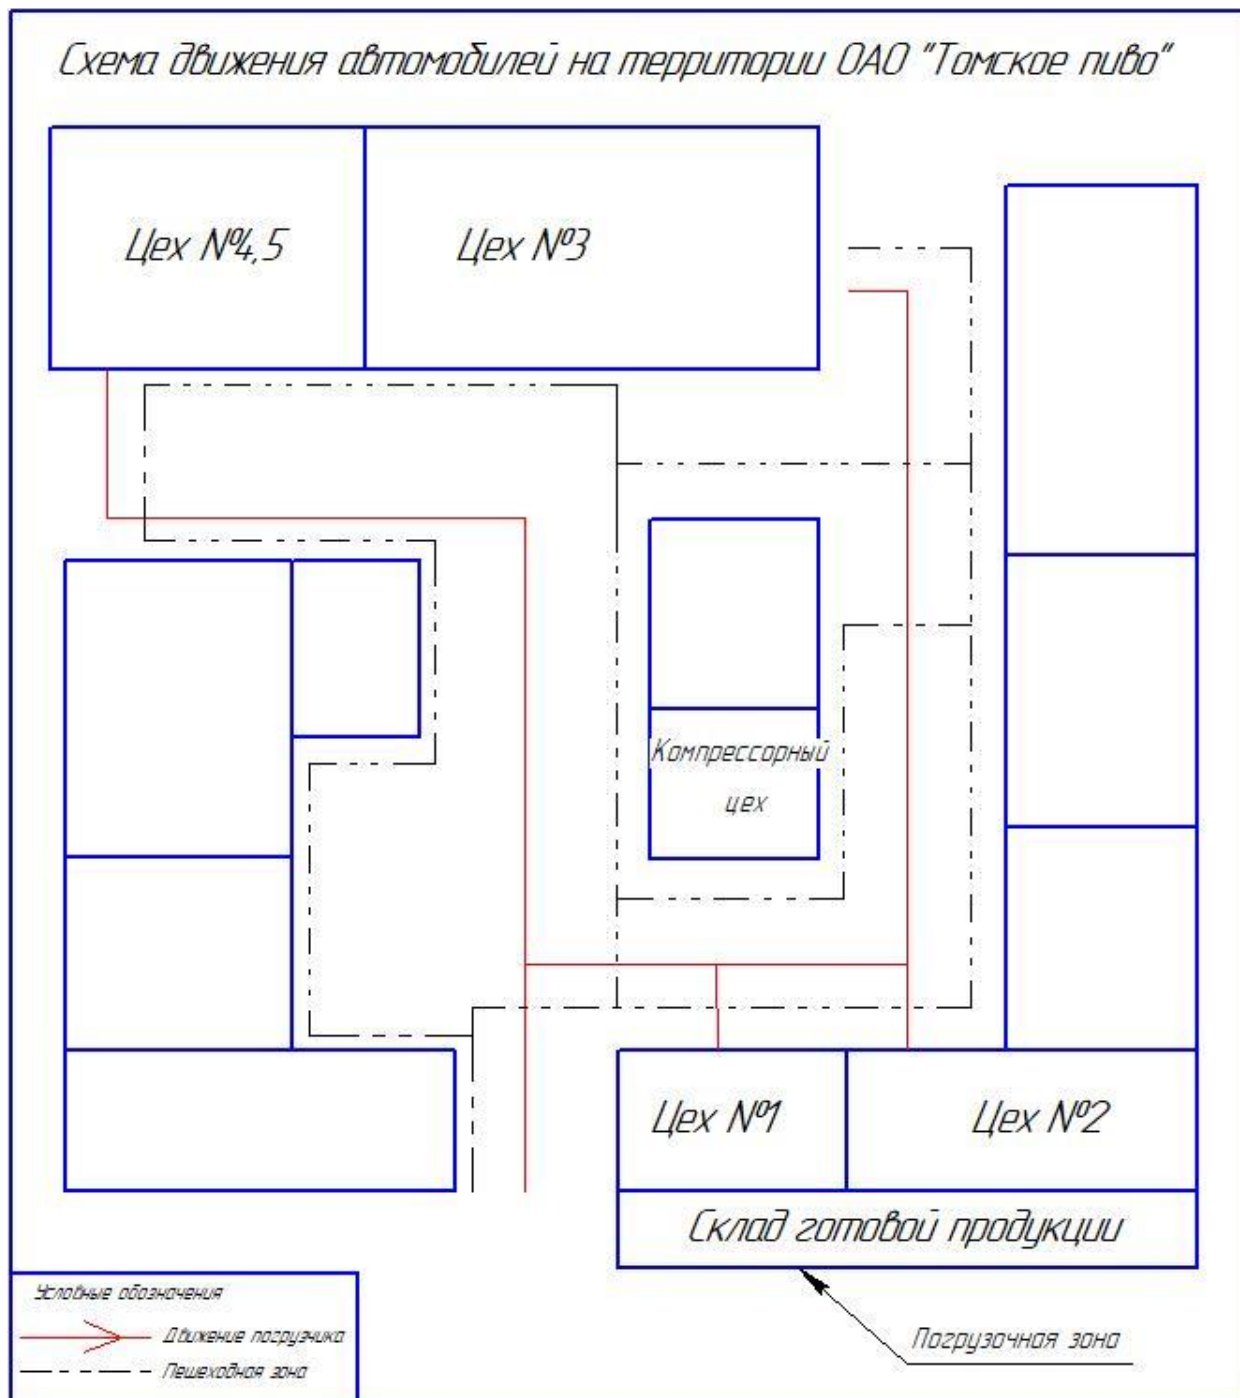 Схема движения автомобилей на территории ОАО "Томское пиво"
Цех №4,5
Цех №3
Компрессорный
цех
Цех №1
Цех №2
Склад готовой продукции
Погрузочная зона
Условные обозначения
Движение погрузчика
Пешеходная зона